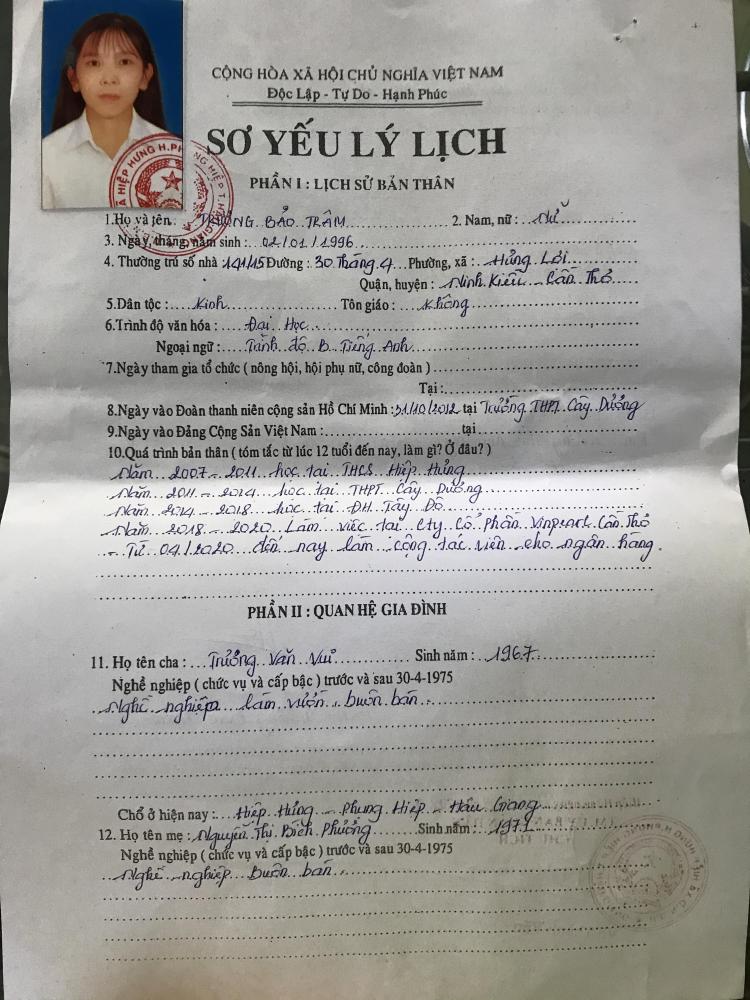 CỘNG HÒA XÃ HỘI CHỦ NGHĨA VIỆT NAM
Độc Lập - Tự Do - Hạnh Phúc
SƠ YẾU LÝ LỊCH
PHẦN I : LỊCH SỬ BẢN THÂN
1.Họ và tên: TRƯƠNG BẢO TRÂM 2. Nam, nữ : Nữ
3. Ngày, tháng, năm sinh : 02/01/1996
4. Thường trú số nhà 141/15 Đường : 30 Tháng 4 Phường, xã : Hưng Lợi
Quận, huyện : Ninh Kiều - Cần Thơ
5.Dân tộc : Kinh Tôn giáo : Không
6.Trình độ văn hóa : Đại Học
Ngoại ngữ : Trình độ B Tiếng Anh
7.Ngày tham gia tổ chức ( nông hội, hội phụ nữ, công đoàn )
Tại :
8.Ngày vào Đoàn thanh niên cộng sản Hồ Chí Minh : 31/10/2012 tại Trường THPT Cây Dương
9.Ngày vào Đảng Cộng Sản Việt Nam : tại
10.Quá trình bản thân ( tóm tắc từ lúc 12 tuổi đến nay, làm gì? Ở đâu? )
Năm 2007 - 2011 học tại THCS Hiệp Hưng
Năm 2011 - 2014 học tại THPT Cây Dương
Năm 2014 - 2018 học tại ĐH Tây Đô
Năm 2018 - 2020 Làm việc tại Cty Cổ phần Vinpearl Cần Thơ
- Từ 04/2020 đến nay làm cộng tác viên cho ngân hàng.
PHẦN II : QUAN HỆ GIA ĐÌNH
11. Họ tên cha : Trương Văn Vui Sinh năm : 1967
Nghề nghiệp ( chức vụ và cấp bậc ) trước và sau 30-4-1975
Nghề nghiệp làm vườn buôn bán
Chổ ở hiện nay : Hiệp Hưng - Phụng Hiệp - Hậu Giang
12. Họ tên mẹ : Nguyễn Thị Bích Phượng Sinh năm : 1971
Nghề nghiệp ( chức vụ và cấp bậc ) trước và sau 30-4-1975
Nghề nghiệp buôn bán